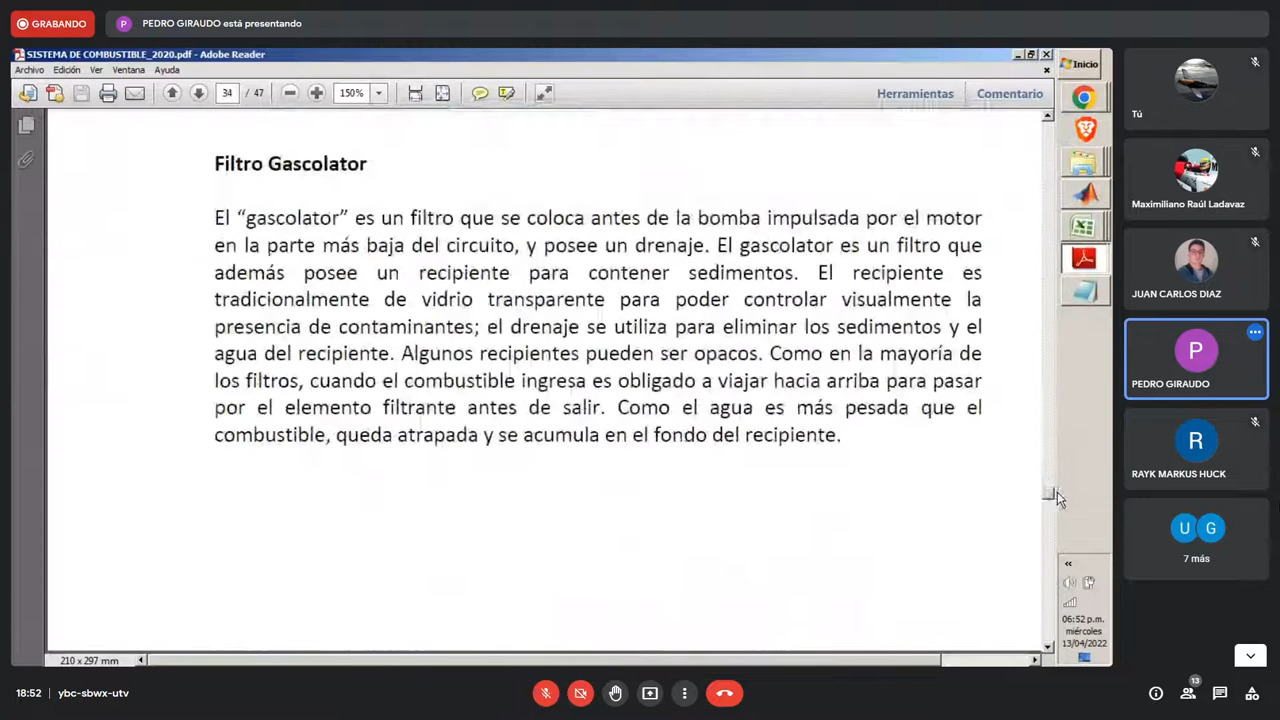 GRABANDO
P PEDRO GIRAUDO está presentando
SISTEMA DE COMBUSTIBLE_2020.pdf - Adobe Reader
Archivo Edición Ver Ventana Ayuda
34 / 47 150% Herramientas Comentario
Filtro Gascolator
El “gascolator” es un filtro que se coloca antes de la bomba impulsada por el motor
en la parte más baja del circuito, y posee un drenaje. El gascolator es un filtro que
además posee un recipiente para contener sedimentos. El recipiente es
tradicionalmente de vidrio transparente para poder controlar visualmente la
presencia de contaminantes; el drenaje se utiliza para eliminar los sedimentos y el
agua del recipiente. Algunos recipientes pueden ser opacos. Como en la mayoría de
los filtros, cuando el combustible ingresa es obligado a viajar hacia arriba para pasar
por el elemento filtrante antes de salir. Como el agua es más pesada que el
combustible, queda atrapada y se acumula en el fondo del recipiente.
210 x 297 mm
Inicio
06:52 p.m.
miércoles
13/04/2022
Tú
Maximiliano Raúl Ladavaz
JUAN CARLOS DIAZ
P
PEDRO GIRAUDO
R
RAYK MARKUS HUCK
U G
7 más
18:52 ybc-sbwx-utv
13